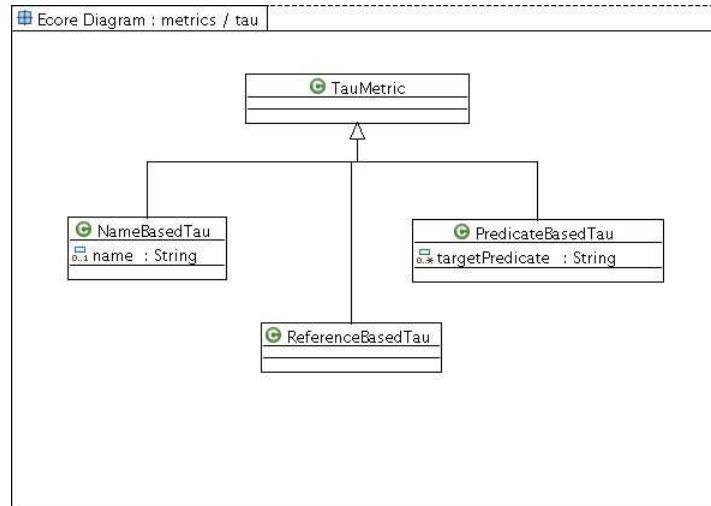 Ecore Diagram : metrics / tau
C TauMetric
C NameBasedTau
0..1 name : String
C PredicateBasedTau
0..* targetPredicate : String
C ReferenceBasedTau